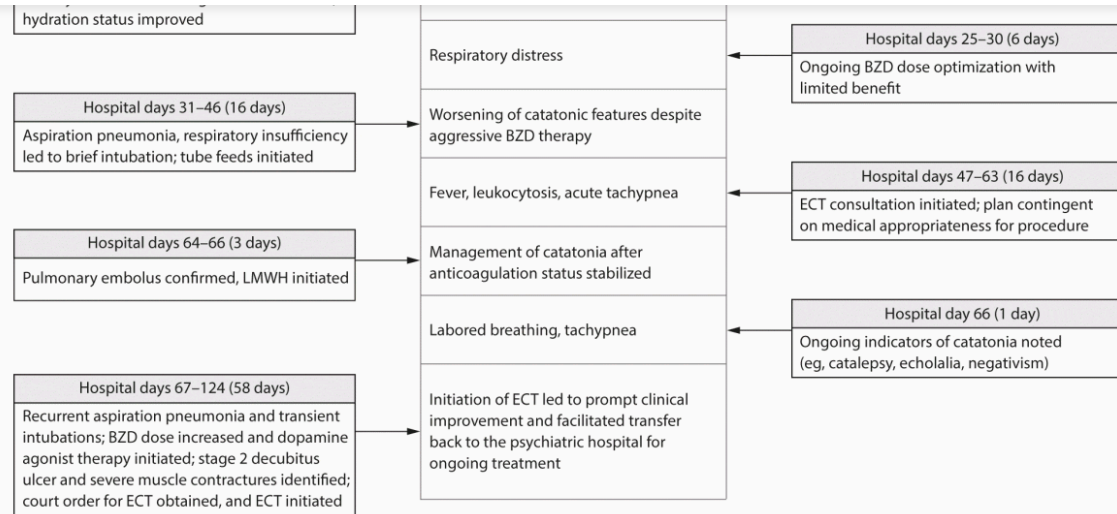 hydration status improved
Respiratory distress
Hospital days 25–30 (6 days)
Ongoing BZD dose optimization with
limited benefit
Hospital days 31–46 (16 days)
Aspiration pneumonia, respiratory insufficiency
led to brief intubation; tube feeds initiated
Worsening of catatonic features despite
aggressive BZD therapy
Fever, leukocytosis, acute tachypnea
Hospital days 47–63 (16 days)
ECT consultation initiated; plan contingent
on medical appropriateness for procedure
Hospital days 64–66 (3 days)
Pulmonary embolus confirmed, LMWH initiated
Management of catatonia after
anticoagulation status stabilized
Labored breathing, tachypnea
Hospital day 66 (1 day)
Ongoing indicators of catatonia noted
(eg, catalepsy, echolalia, negativism)
Hospital days 67–124 (58 days)
Recurrent aspiration pneumonia and transient
intubations; BZD dose increased and dopamine
agonist therapy initiated; stage 2 decubitus
ulcer and severe muscle contractures identified;
court order for ECT obtained, and ECT initiated
Initiation of ECT led to prompt clinical
improvement and facilitated transfer
back to the psychiatric hospital for
ongoing treatment